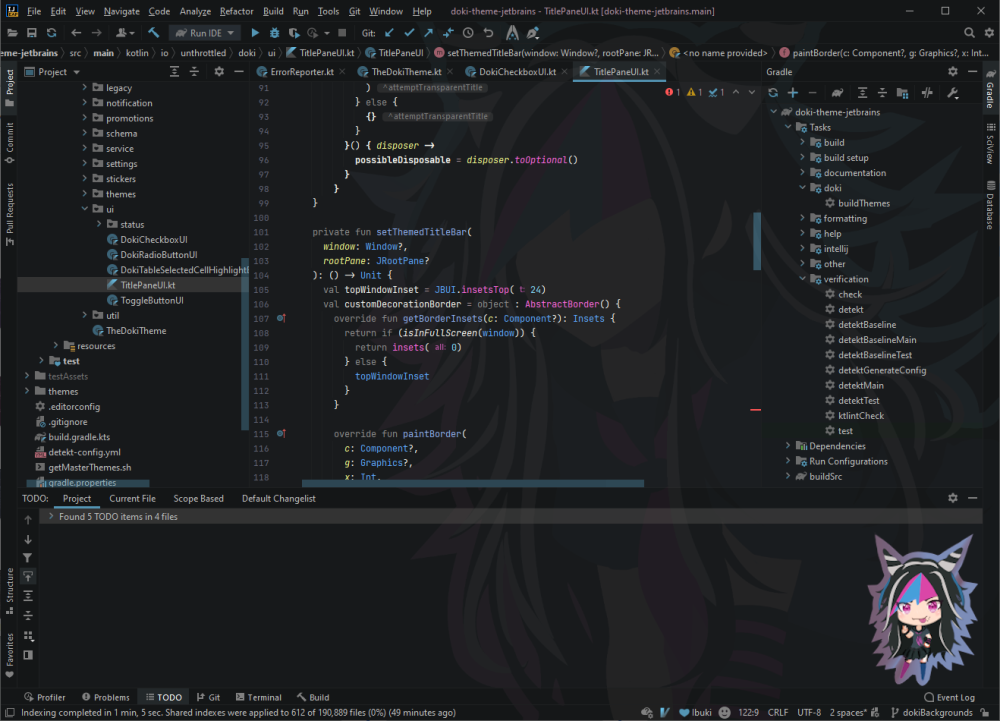 File Edit View Navigate Code Analyze Refactor Build Run Tools Git Window Help doki-theme-jetbrains - TitlePaneUI.kt [doki-theme-jetbrains.main]
Run IDE Git:
eme-jetbrains src main kotlin io unthrottled doki ui TitlePaneUI.kt TitlePaneUI setThemedTitleBar(window: Window?, rootPane: JR... <no name provided> paintBorder(c: Component?, g: Graphics?, x: Int...
Project
ErrorReporter.kt TheDokiTheme.kt DokiCheckboxUI.kt TitlePaneUI.kt
Gradle
Project
Commit
Pull Requests
Structure
Favorites
legacy
notification
promotions
schema
service
settings
stickers
themes
ui
status
DokiCheckboxUI
DokiRadioButtonUI
DokiTableSelectedCellHighlightI
TitlePaneUI.kt
ToggleButtonUI
util
TheDokiTheme
resources
test
testAssets
themes
.editorconfig
.gitignore
build.gradle.kts
detekt-config.yml
getMasterThemes.sh
gradle.properties
1 1 1
91 ) ^attemptTransparentTitle
92 } else {
93 {} ^attemptTransparentTitle
94 }
95 }() { disposer →
96 possibleDisposable = disposer.toOptional()
97 }
98 }
99 }
100
101 private fun setThemedTitleBar(
102 window: Window?,
103 rootPane: JRootPane?
104 ): () → Unit {
105 val topWindowInset = JBUI.insetsTop( t: 24)
106 val customDecorationBorder = object : AbstractBorder() {
107 override fun getBorderInsets(c: Component?): Insets {
108 return if (isInFullScreen(window)) {
109 return insets( all: 0)
110 } else {
111 topWindowInset
112 }
113 }
114
115 override fun paintBorder(
116 c: Component?,
117 g: Graphics?,
118 x: Int,
doki-theme-jetbrains
Tasks
build
build setup
documentation
doki
buildThemes
formatting
help
intellij
other
verification
check
detekt
detektBaseline
detektBaselineMain
detektBaselineTest
detektGenerateConfig
detektMain
detektTest
ktlintCheck
test
Dependencies
Run Configurations
buildSrc
Gradle
SciView
Database
TODO: Project Current File Scope Based Default Changelist
Found 5 TODO items in 4 files
Profiler Problems TODO Git Terminal Build Event Log
Indexing completed in 1 min, 5 sec. Shared indexes were applied to 612 of 190,889 files (0%) (49 minutes ago) Ibuki 122:9 CRLF UTF-8 2 spaces* dokiBackgrounds